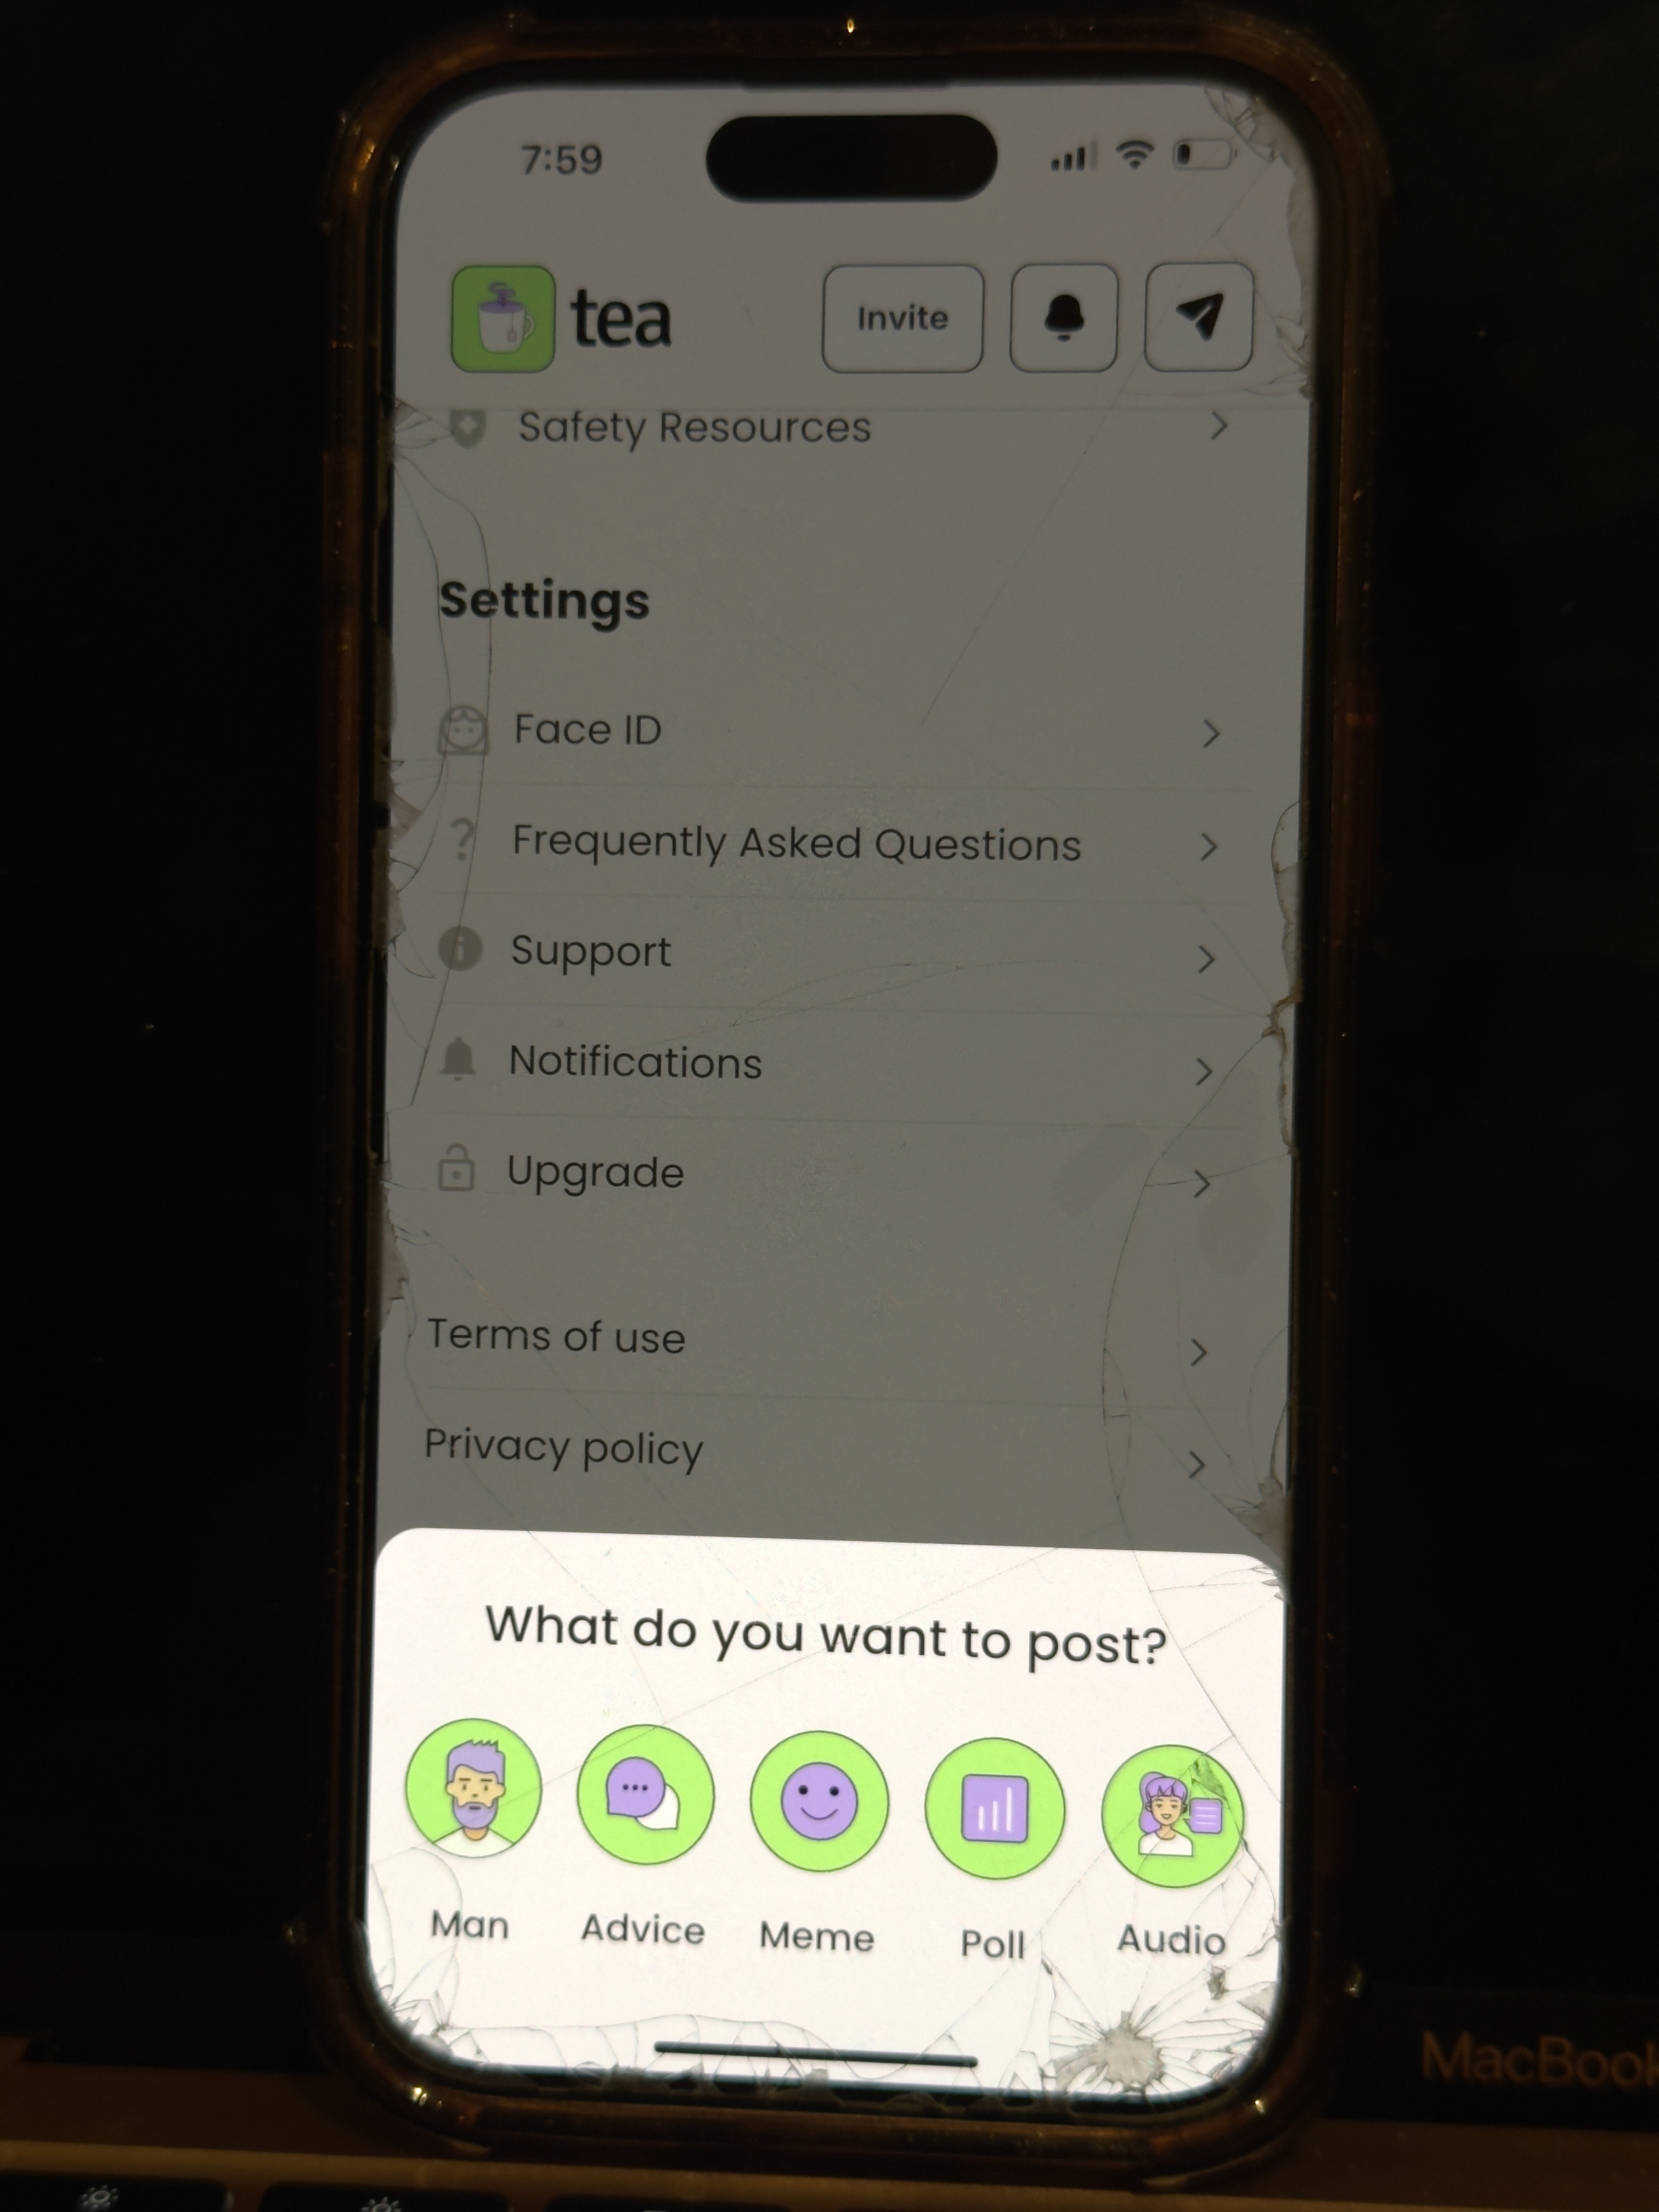 7:59
tea
Invite
Safety Resources
Settings
Face ID
Frequently Asked Questions
Support
Notifications
Upgrade
Terms of use
Privacy policy
What do you want to post?
Man
Advice
Meme
Poll
Audio
MacBook